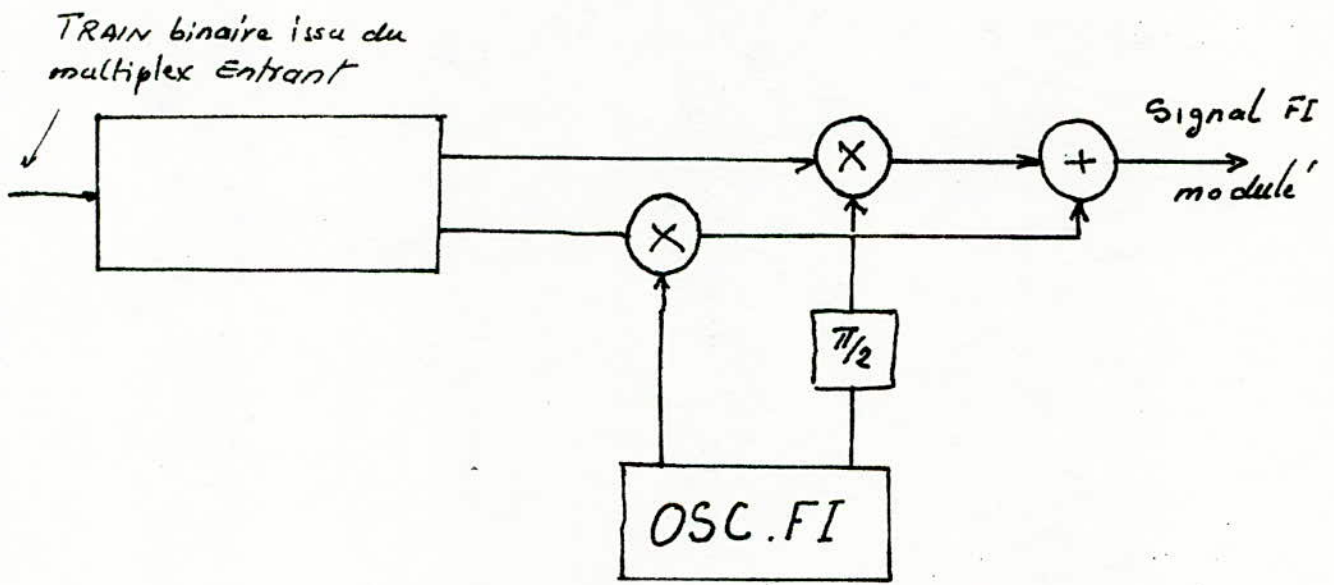 TRAIN binaire issu du
multiplex Entrant
Signal FI
modulé
×
+
×
π/2
OSC.FI